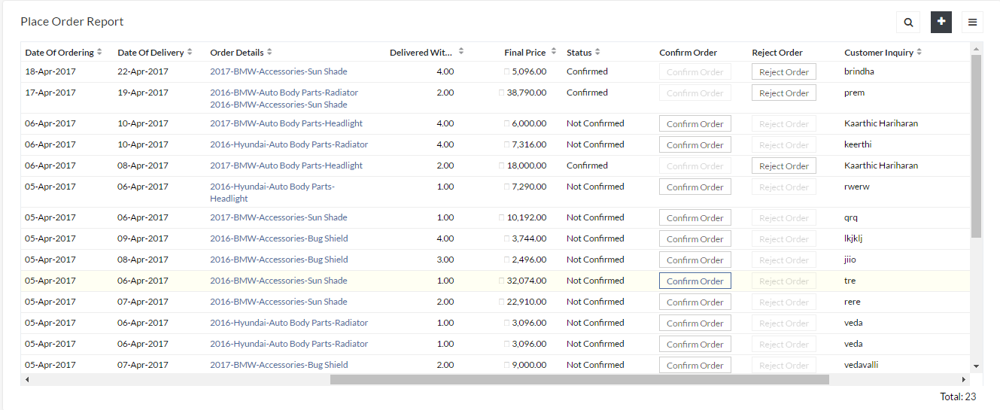 Place Order Report
Date Of Ordering Date Of Delivery Order Details Delivered Wit... Final Price Status Confirm Order Reject Order Customer Inquiry
18-Apr-2017 22-Apr-2017 2017-BMW-Accessories-Sun Shade 4.00 5,096.00 Confirmed Confirm Order Reject Order brindha
17-Apr-2017 19-Apr-2017 2016-BMW-Auto Body Parts-Radiator 2.00 38,790.00 Confirmed Confirm Order Reject Order prem
2016-BMW-Accessories-Sun Shade
06-Apr-2017 10-Apr-2017 2017-BMW-Auto Body Parts-Headlight 4.00 6,000.00 Not Confirmed Confirm Order Reject Order Kaarthic Hariharan
06-Apr-2017 10-Apr-2017 2016-Hyundai-Auto Body Parts-Radiator 4.00 7,316.00 Not Confirmed Confirm Order Reject Order keerthi
06-Apr-2017 08-Apr-2017 2017-BMW-Auto Body Parts-Headlight 2.00 18,000.00 Confirmed Confirm Order Reject Order Kaarthic Hariharan
05-Apr-2017 06-Apr-2017 2016-Hyundai-Auto Body Parts- 1.00 7,290.00 Not Confirmed Confirm Order Reject Order rwerw
Headlight
05-Apr-2017 06-Apr-2017 2017-BMW-Accessories-Sun Shade 1.00 10,192.00 Not Confirmed Confirm Order Reject Order qrq
05-Apr-2017 09-Apr-2017 2016-BMW-Accessories-Bug Shield 4.00 3,744.00 Not Confirmed Confirm Order Reject Order lkjklj
05-Apr-2017 08-Apr-2017 2016-BMW-Accessories-Bug Shield 3.00 2,496.00 Not Confirmed Confirm Order Reject Order jiio
05-Apr-2017 06-Apr-2017 2016-BMW-Accessories-Sun Shade 1.00 32,074.00 Not Confirmed Confirm Order Reject Order tre
05-Apr-2017 07-Apr-2017 2016-BMW-Accessories-Sun Shade 2.00 22,910.00 Not Confirmed Confirm Order Reject Order rere
05-Apr-2017 06-Apr-2017 2016-Hyundai-Auto Body Parts-Radiator 1.00 3,096.00 Not Confirmed Confirm Order Reject Order veda
05-Apr-2017 06-Apr-2017 2016-Hyundai-Auto Body Parts-Radiator 1.00 3,096.00 Not Confirmed Confirm Order Reject Order veda
05-Apr-2017 07-Apr-2017 2017-BMW-Accessories-Bug Shield 2.00 9,000.00 Not Confirmed Confirm Order Reject Order vedavalli
Total: 23